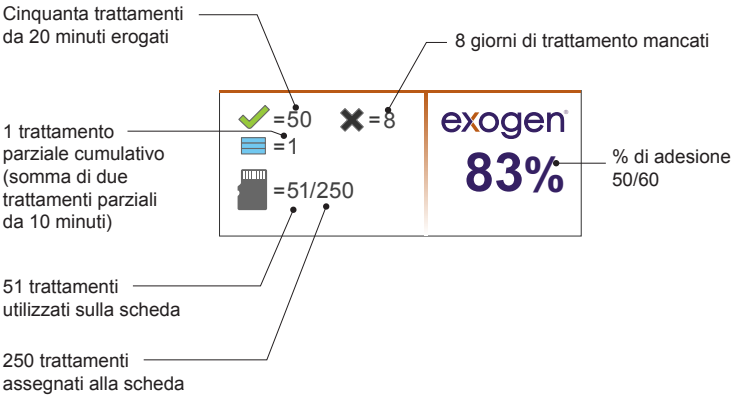 Cinquanta trattamenti
da 20 minuti erogati
8 giorni di trattamento mancati
=50
=8
=1
=51/250
exogen®
83%
1 trattamento
parziale cumulativo
(somma di due
trattamenti parziali
da 10 minuti)
% di adesione
50/60
51 trattamenti
utilizzati sulla scheda
250 trattamenti
assegnati alla scheda